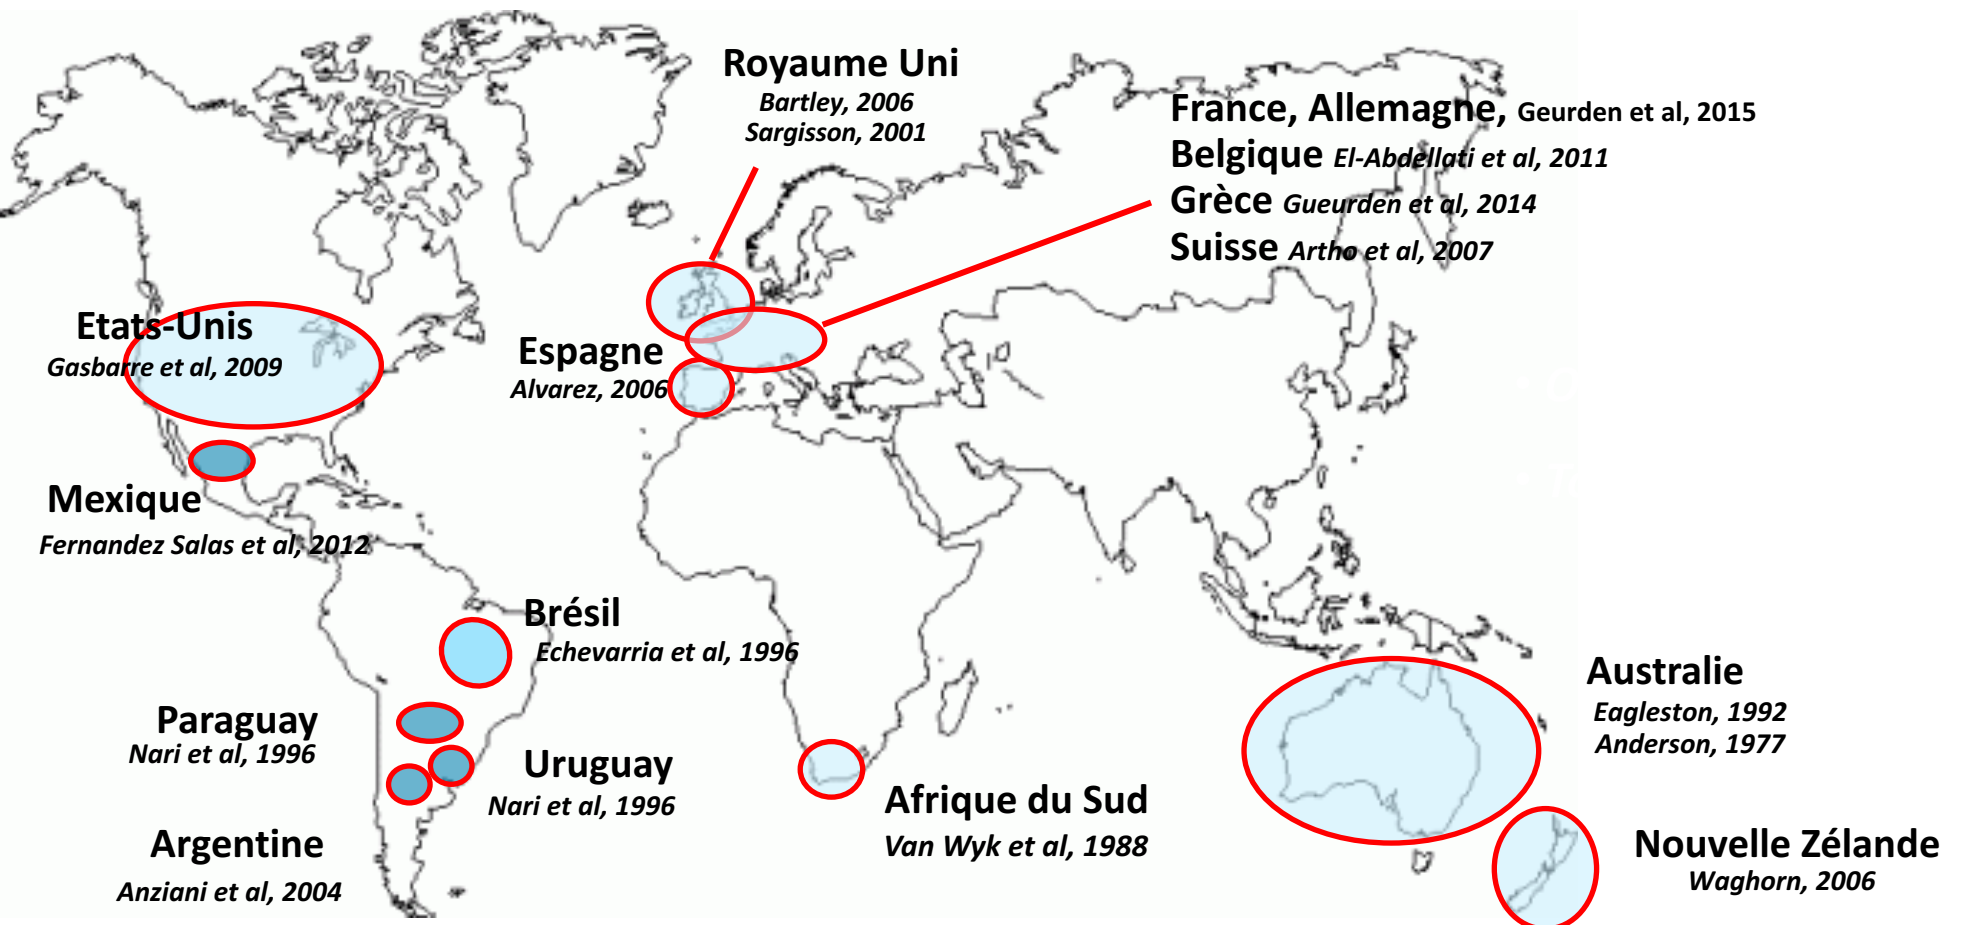 Royaume Uni
Bartley, 2006
Sargisson, 2001
France, Allemagne, Geurden et al, 2015
Belgique El-Abdellati et al, 2011
Grèce Gueurden et al, 2014
Suisse Artho et al, 2007
Etats-Unis
Gasbarre et al, 2009
Espagne
Alvarez, 2006
Mexique
Fernandez Salas et al, 2012
Brésil
Echevarria et al, 1996
Paraguay
Nari et al, 1996
Uruguay
Nari et al, 1996
Argentine
Anziani et al, 2004
Afrique du Sud
Van Wyk et al, 1988
Australie
Eagleston, 1992
Anderson, 1977
Nouvelle Zélande
Waghorn, 2006